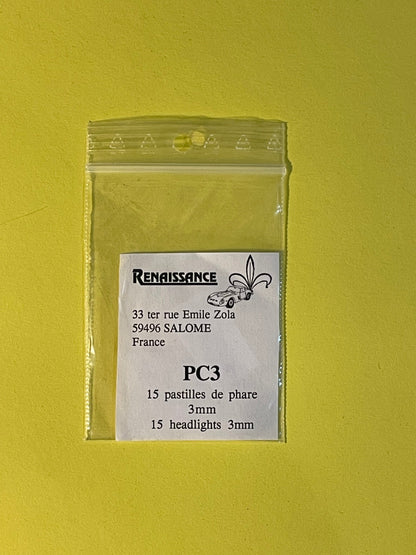 RENAISSANCE
33 ter rue Emile Zola
59496 SALOME
France
PC3
15 pastilles de phare
3mm
15 headlights 3mm